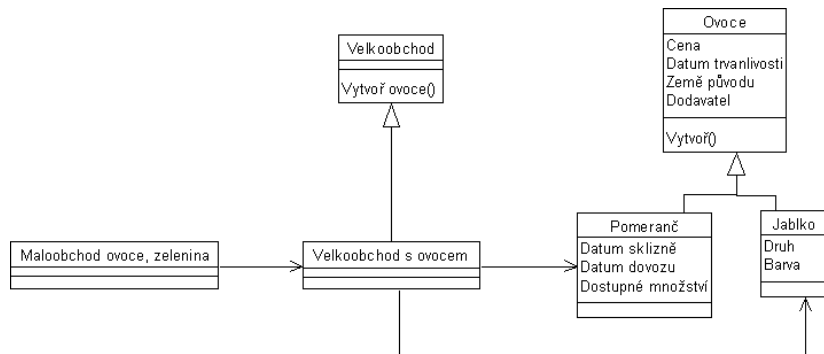 Ovoce
Cena
Datum trvanlivosti
Země původu
Dodavatel
Vytvoř()
Velkoobchod
Vytvoř ovoce()
Maloobchod ovoce, zelenina
Velkoobchod s ovocem
Pomeranč
Datum sklizně
Datum dovozu
Dostupné množství
Jablko
Druh
Barva